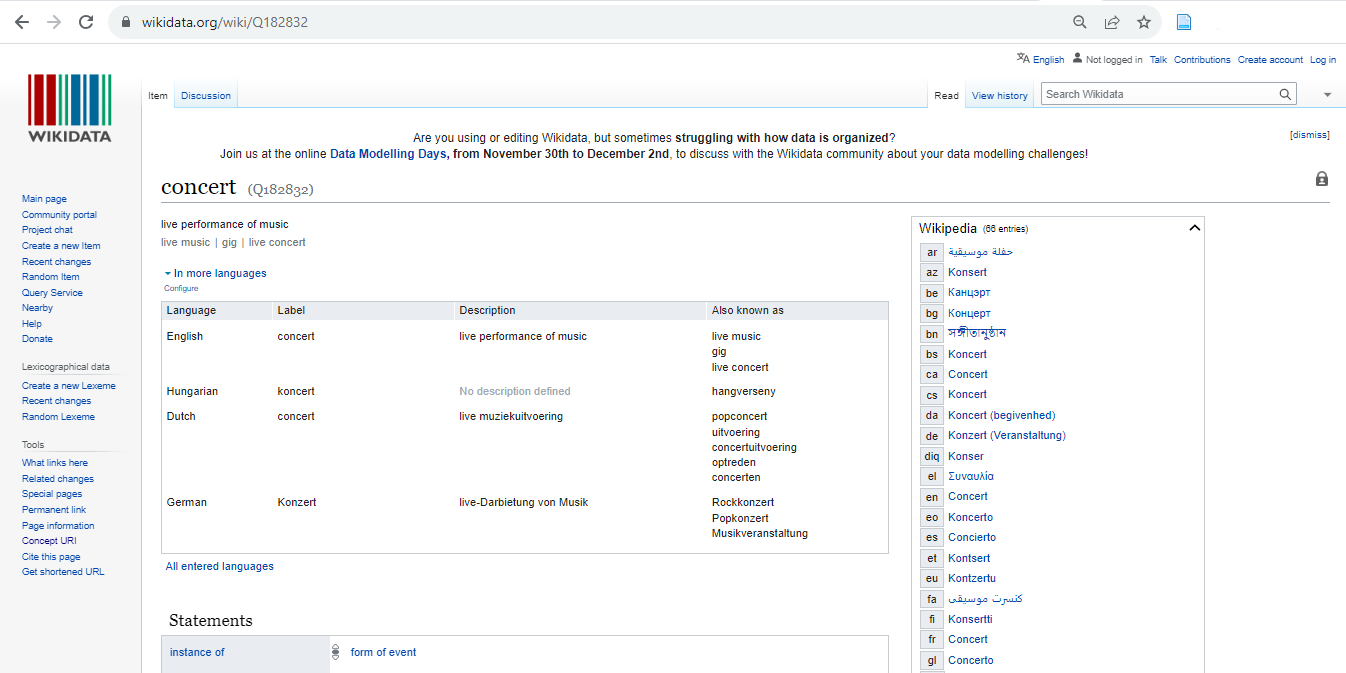 wikidata.org/wiki/Q182832
English Not logged in Talk Contributions Create account Log in
WIKIDATA
Item Discussion Read View history Search Wikidata
Are you using or editing Wikidata, but sometimes struggling with how data is organized?
[dismiss]
Join us at the online Data Modelling Days, from November 30th to December 2nd, to discuss with the Wikidata community about your data modelling challenges!
Main page
Community portal
Project chat
Create a new Item
Recent changes
Random Item
Query Service
Nearby
Help
Donate
Lexicographical data
Create a new Lexeme
Recent changes
Random Lexeme
Tools
What links here
Related changes
Special pages
Permanent link
Page information
Concept URI
Cite this page
Get shortened URL
concert (Q182832)
live performance of music
live music | gig | live concert
In more languages
Configure
Language Label Description Also known as
English concert live performance of music live music
gig
live concert
Hungarian koncert No description defined hangverseny
Dutch concert live muziekuitvoering popconcert
uitvoering
concertuitvoering
optreden
concerten
German Konzert live-Darbietung von Musik Rockkonzert
Popkonzert
Musikveranstaltung
All entered languages
Statements
instance of form of event
Wikipedia (66 entries)
ar حفلة موسيقية
az Konsert
be Канцэрт
bg Концерт
bn সঙ্গীতানুষ্ঠান
bs Koncert
ca Concert
cs Koncert
da Koncert (begivenhed)
de Konzert (Veranstaltung)
diq Konser
el Συναυλία
en Concert
eo Koncerto
es Concierto
et Kontsert
eu Kontzertu
fa کنسرت موسیقی
fi Konsertti
fr Concert
gl Concerto